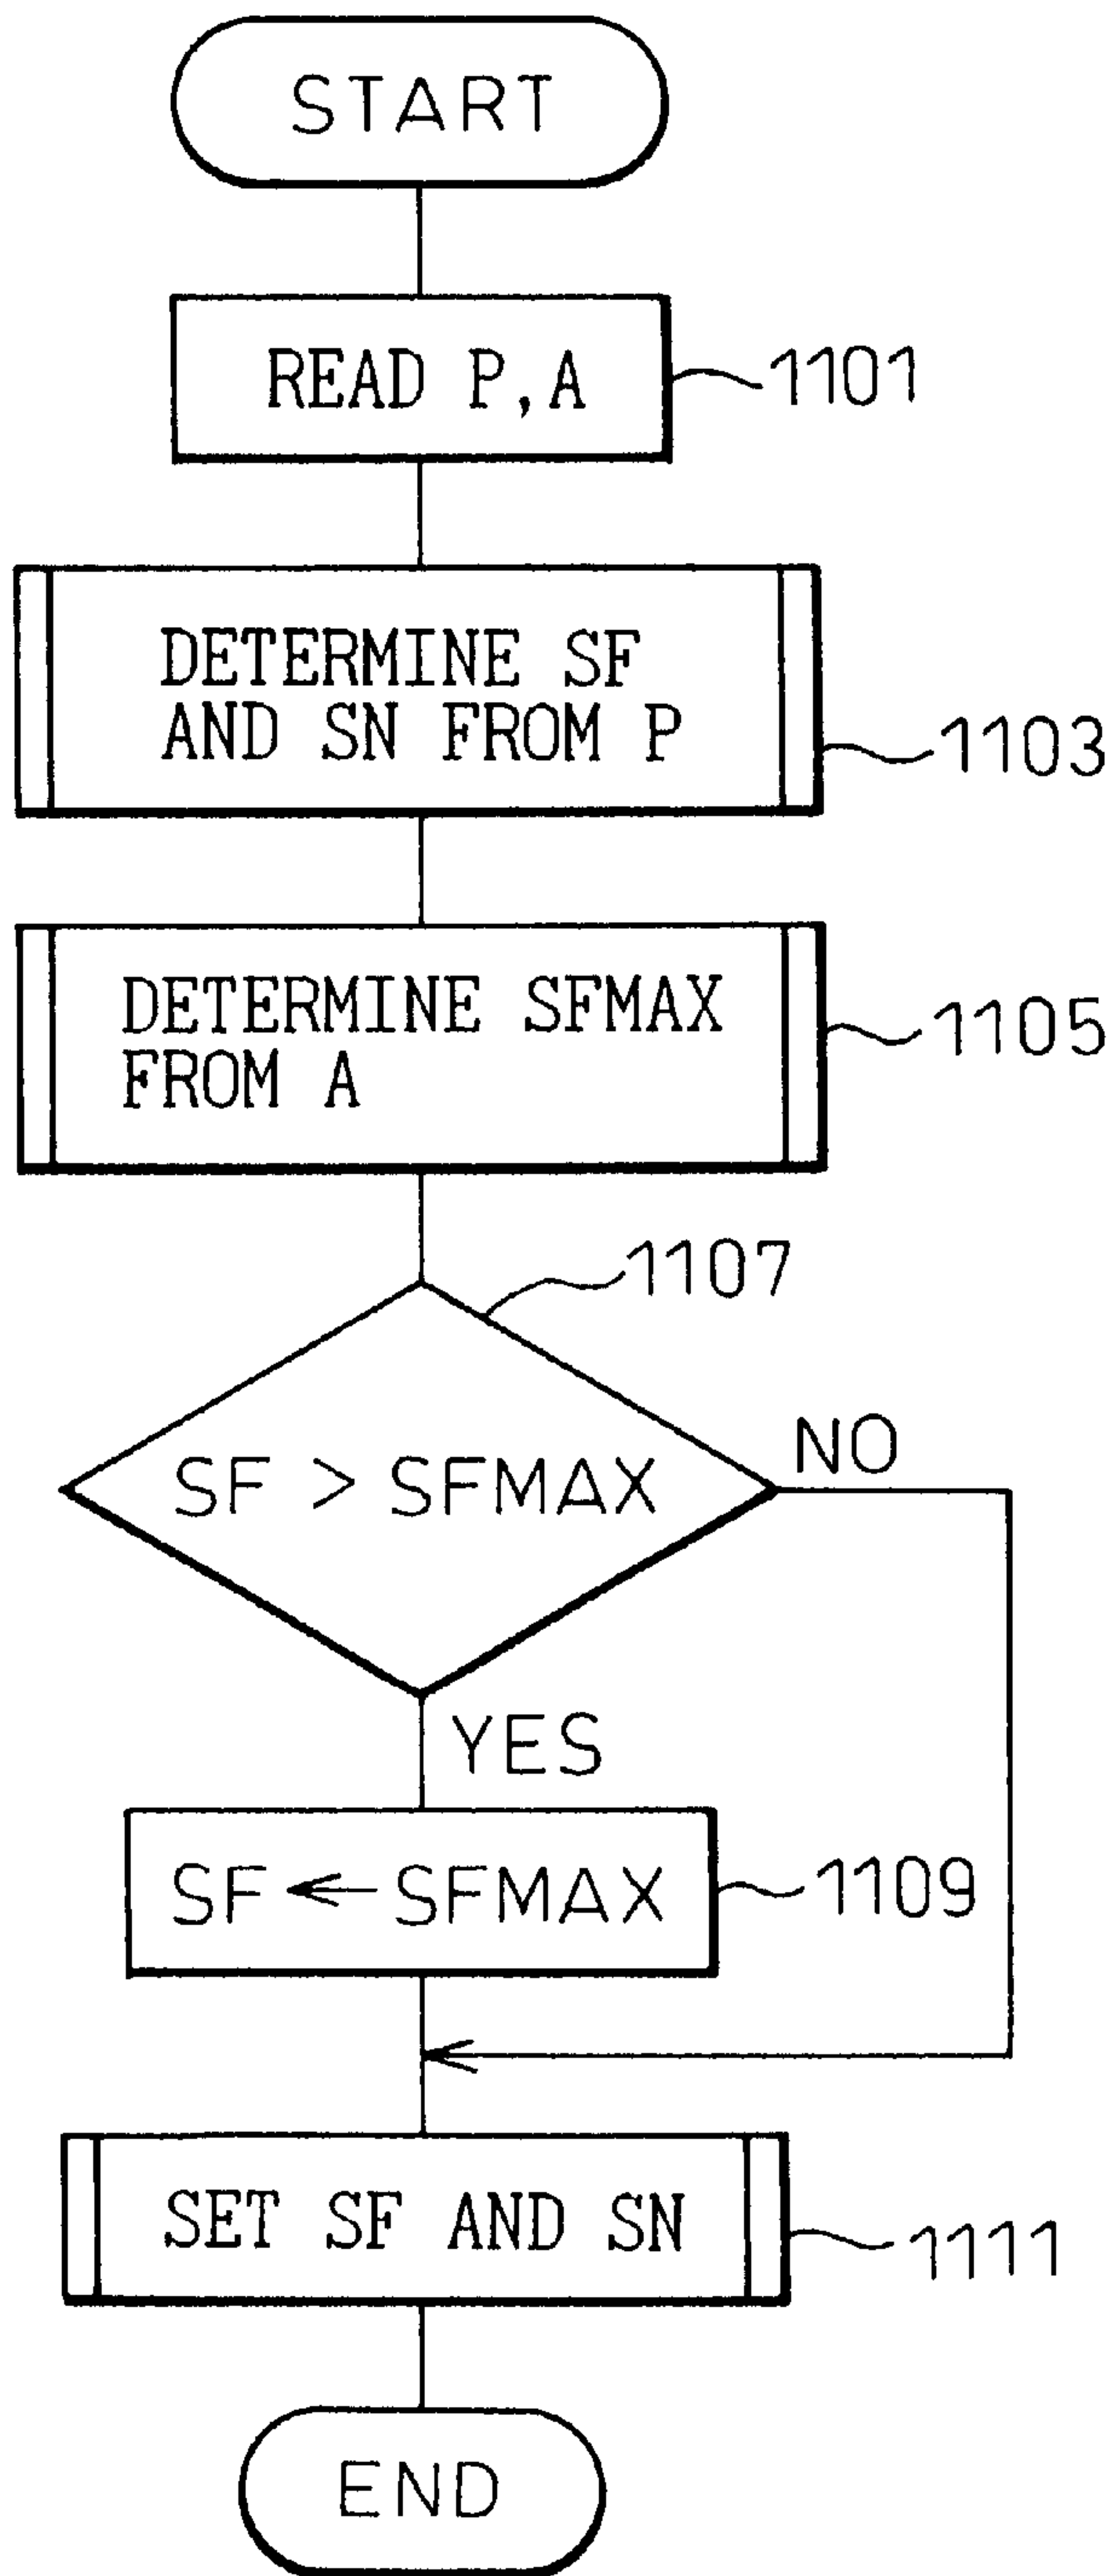 START
READ P, A
1101
DETERMINE SF
AND SN FROM P
1103
DETERMINE SFMAX
FROM A
1105
1107
SF > SFMAX
NO
YES
SF ← SFMAX
1109
SET SF AND SN
1111
END